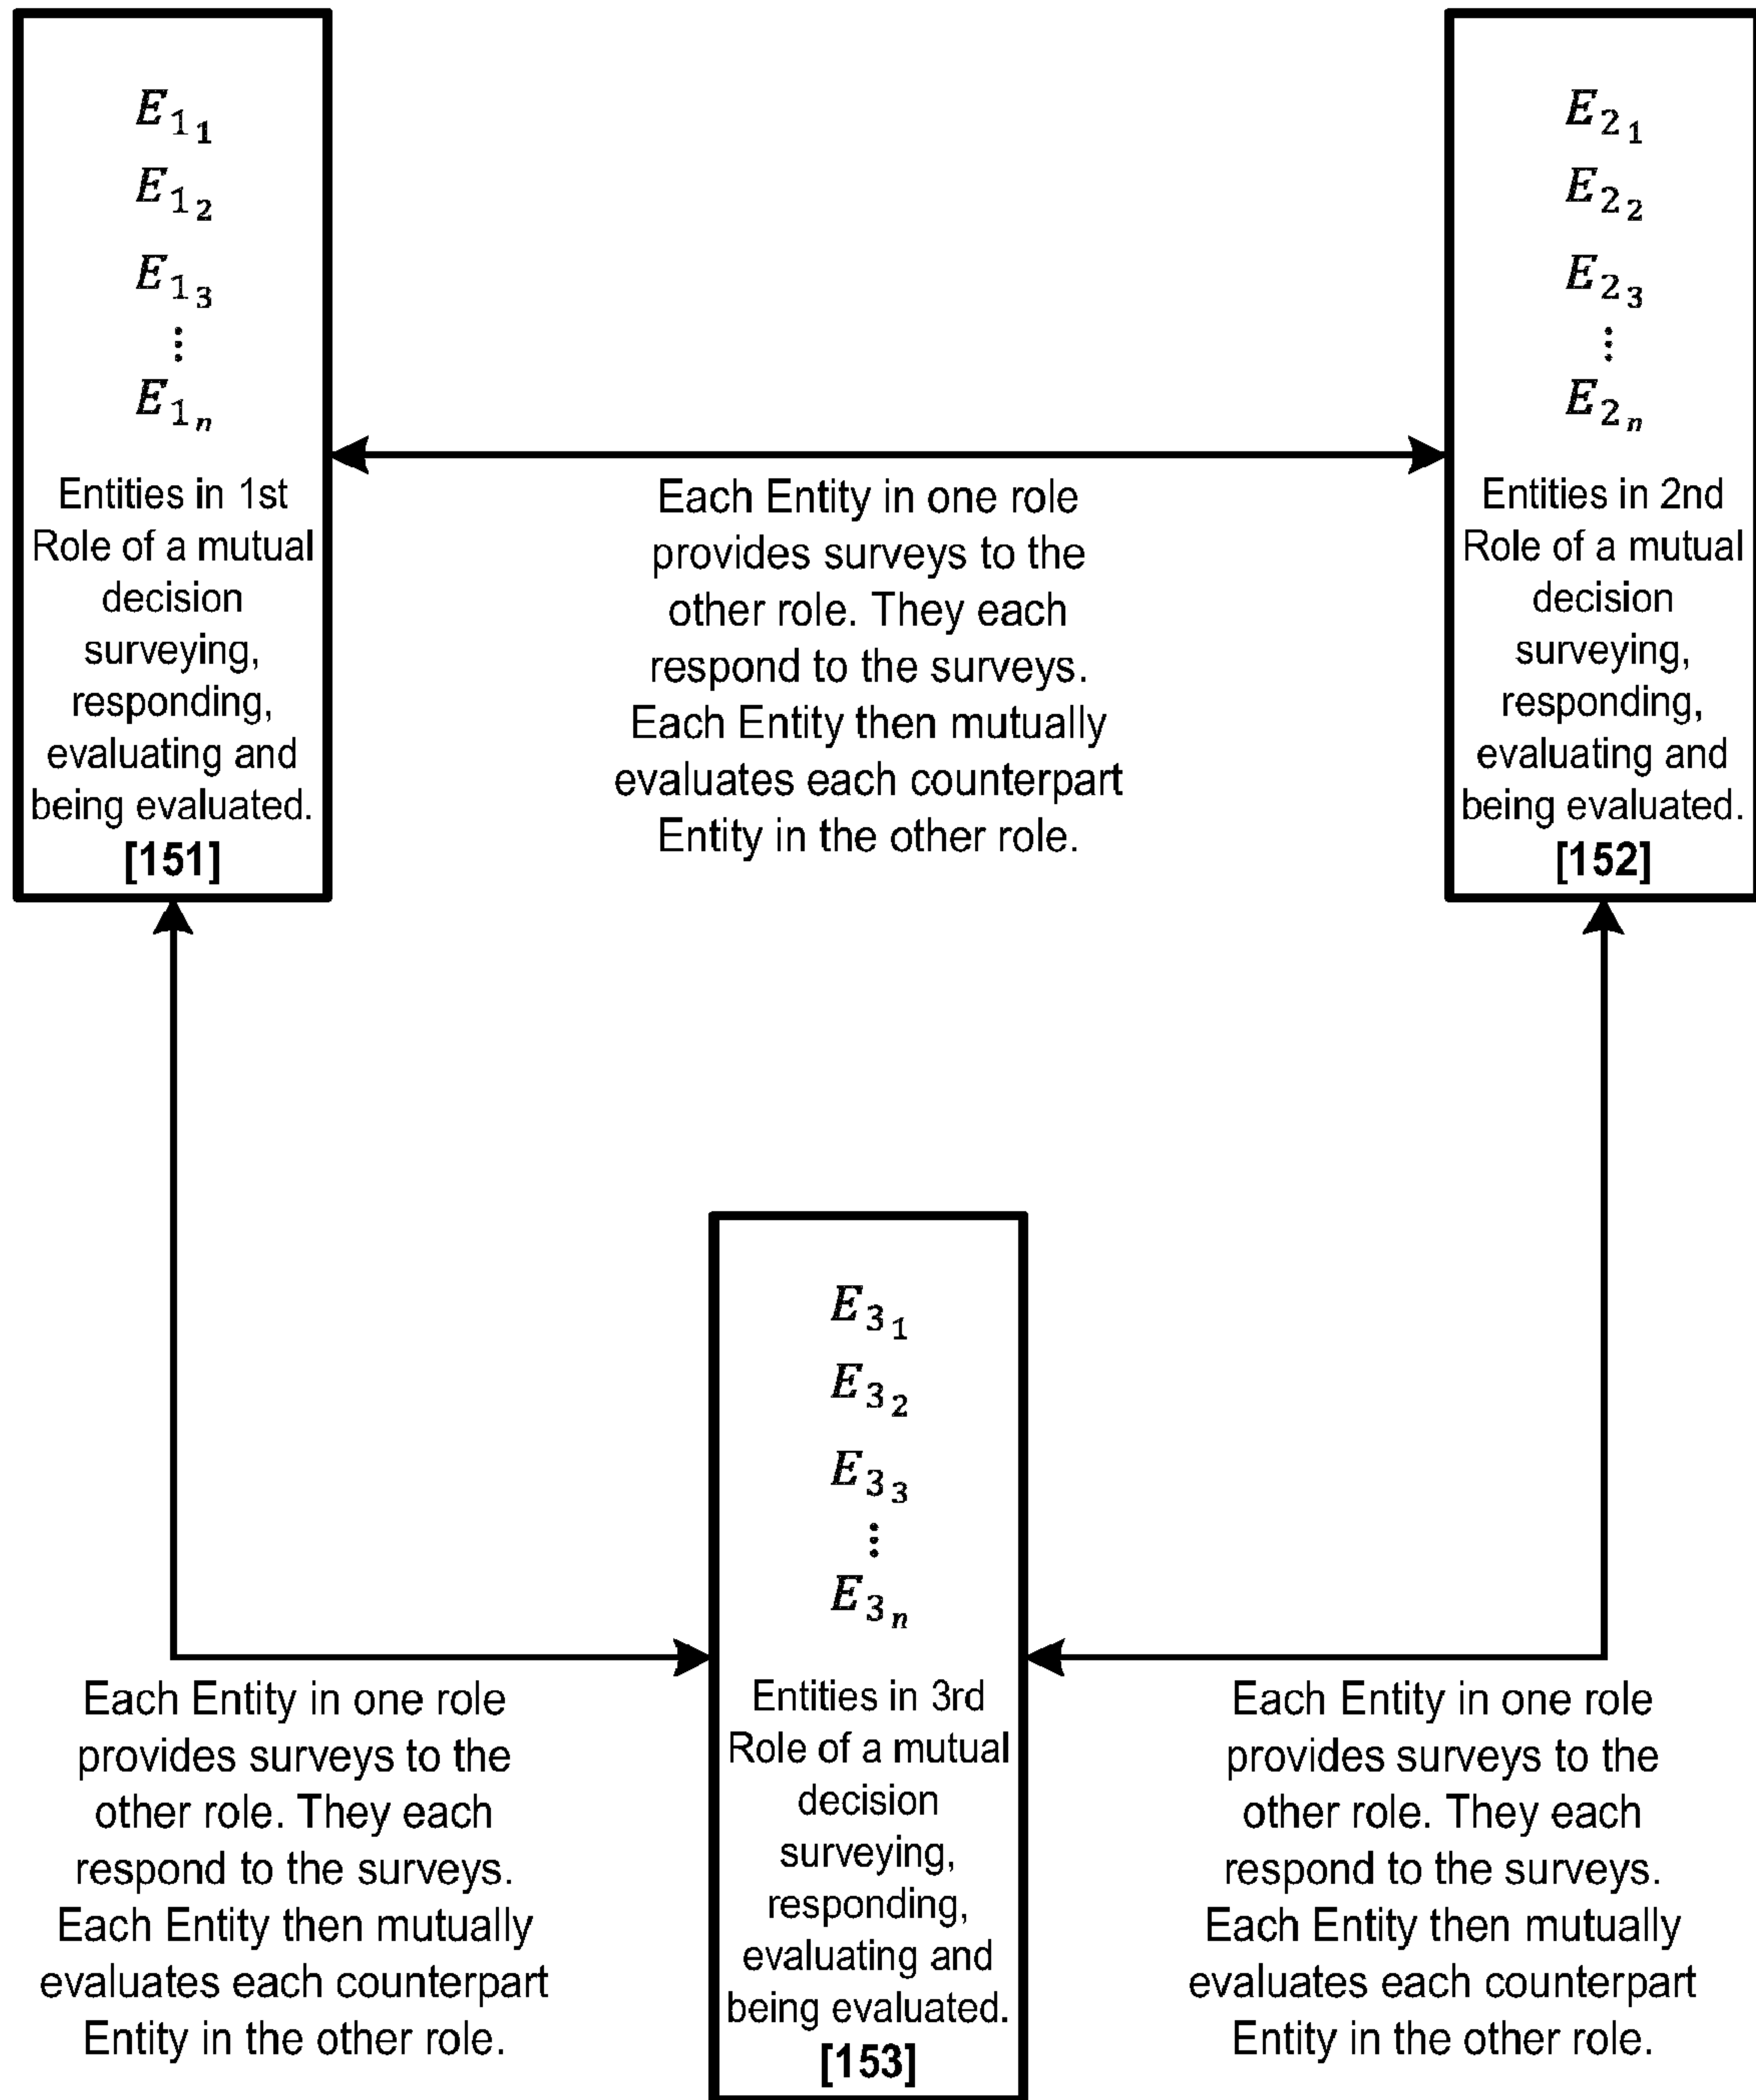 E₁₁
E₁₂
E₁₃
⋮
E₁ₙ
Entities in 1st
Role of a mutual
decision
surveying,
responding,
evaluating and
being evaluated.
[151]
Each Entity in one role
provides surveys to the
other role. They each
respond to the surveys.
Each Entity then mutually
evaluates each counterpart
Entity in the other role.
E₂₁
E₂₂
E₂₃
⋮
E₂ₙ
Entities in 2nd
Role of a mutual
decision
surveying,
responding,
evaluating and
being evaluated.
[152]
Each Entity in one role
provides surveys to the
other role. They each
respond to the surveys.
Each Entity then mutually
evaluates each counterpart
Entity in the other role.
E₃₁
E₃₂
E₃₃
⋮
E₃ₙ
Entities in 3rd
Role of a mutual
decision
surveying,
responding,
evaluating and
being evaluated.
[153]
Each Entity in one role
provides surveys to the
other role. They each
respond to the surveys.
Each Entity then mutually
evaluates each counterpart
Entity in the other role.